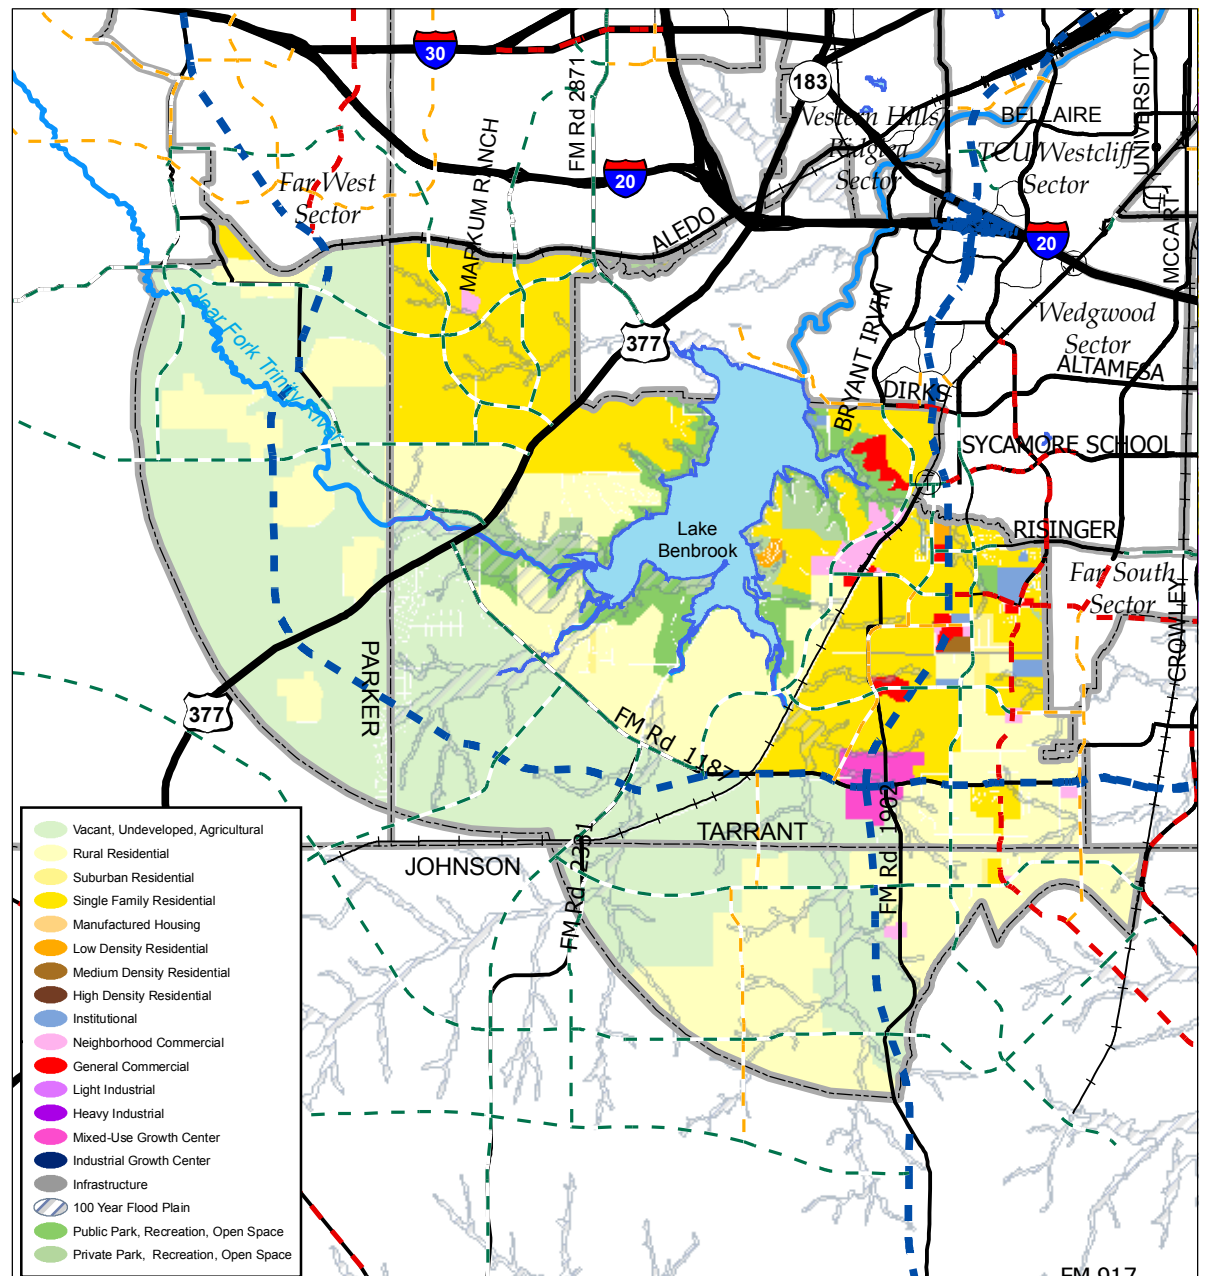 30
FM Rd 2871
183
UNIVERSITY
BELLAIRE
Western Hills/
Ridglea
Sector
TCU/Westcliff
Sector
MARKUM RANCH
20
Far West
Sector
ALEDO
20
MCCART
Clear Fork Trinity River
377
BRYANT IRVIN
Wedgwood
Sector
ALTAMESA
DIRKS
SYCAMORE SCHOOL
Lake
Benbrook
RISINGER
Far South
Sector
CROWLEY
PARKER
377
FM Rd 1187
FM Rd 1902
TARRANT
JOHNSON
FM Rd 2331
Vacant, Undeveloped, Agricultural
Rural Residential
Suburban Residential
Single Family Residential
Manufactured Housing
Low Density Residential
Medium Density Residential
High Density Residential
Institutional
Neighborhood Commercial
General Commercial
Light Industrial
Heavy Industrial
Mixed-Use Growth Center
Industrial Growth Center
Infrastructure
100 Year Flood Plain
Public Park, Recreation, Open Space
Private Park, Recreation, Open Space
FM 917